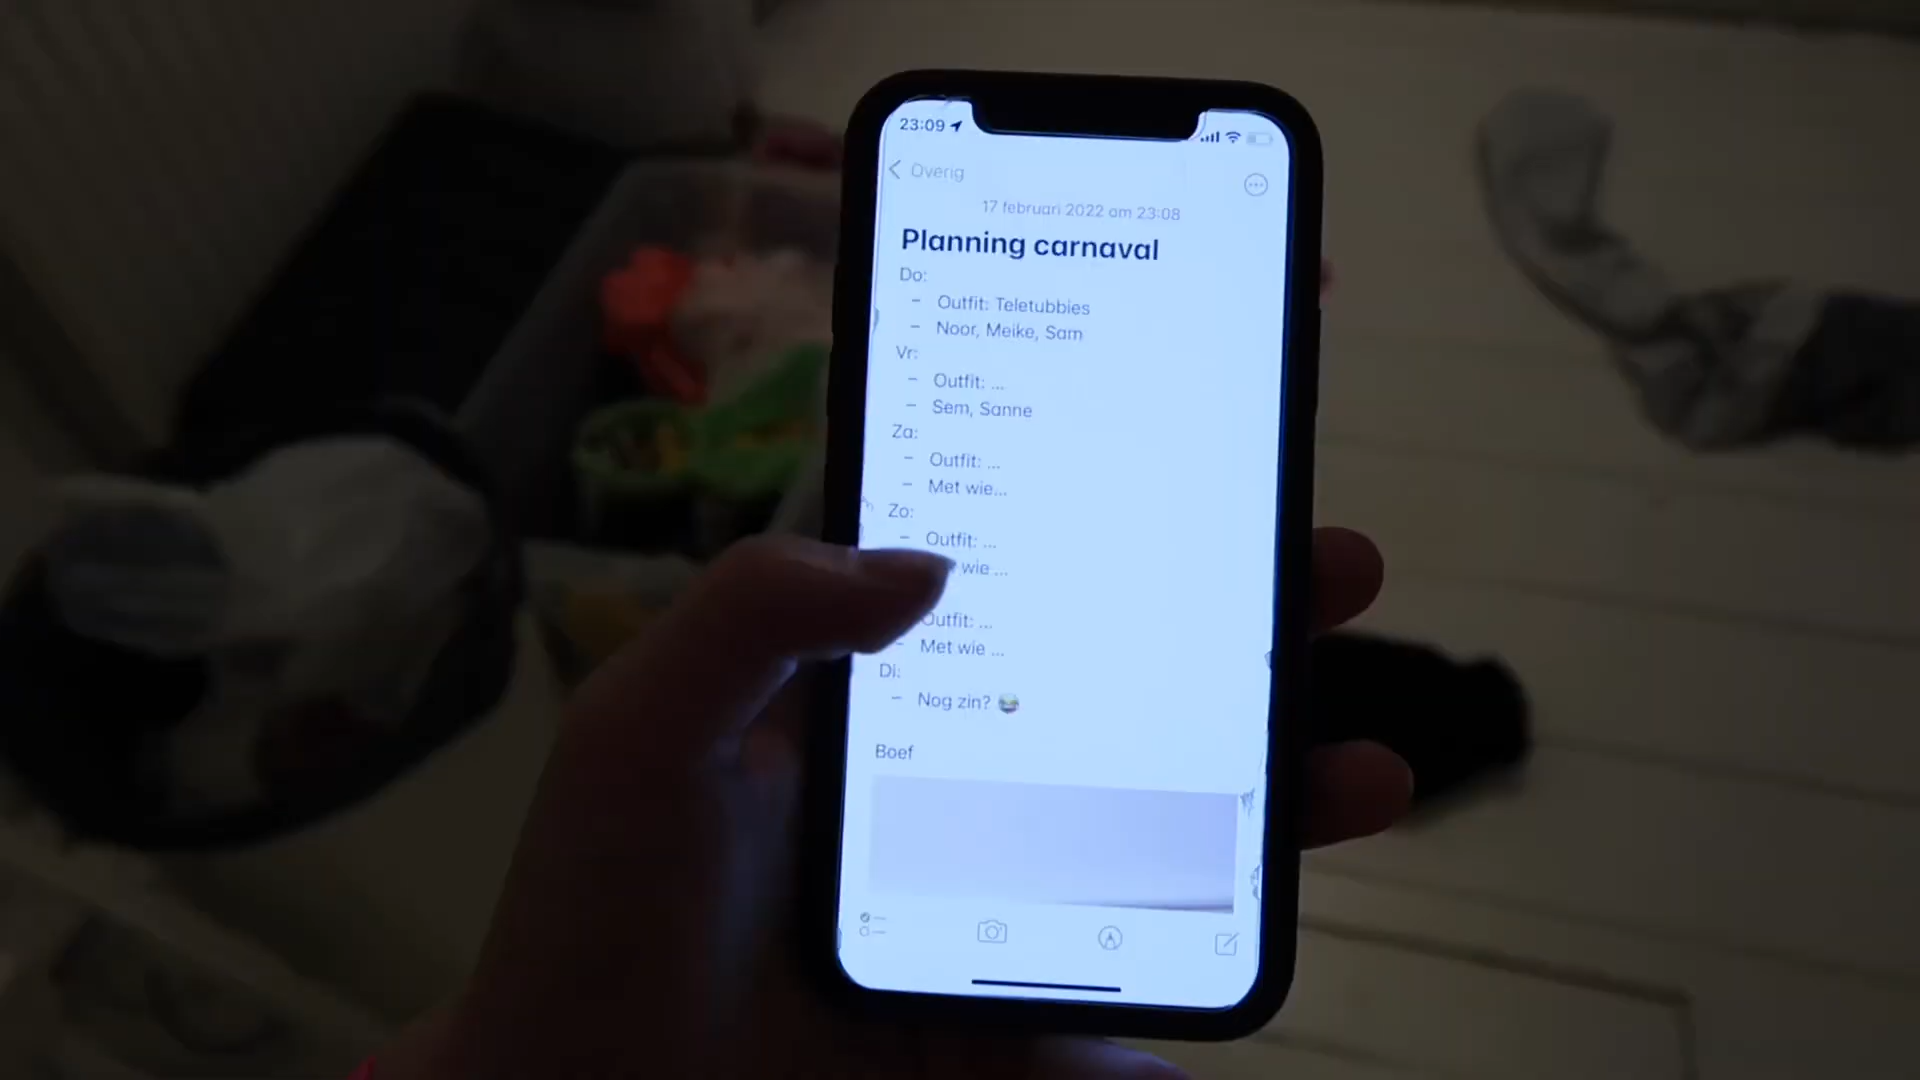 23:09
Overig
17 februari 2022 om 23:08
Planning carnaval
Do:
- Outfit: Teletubbies
- Noor, Meike, Sam
Vr:
- Outfit: ...
- Sem, Sanne
Za:
- Outfit: ...
- Met wie...
Zo:
- Outfit: ...
wie ...
Outfit: ...
- Met wie ...
Di:
- Nog zin? 😂
Boef